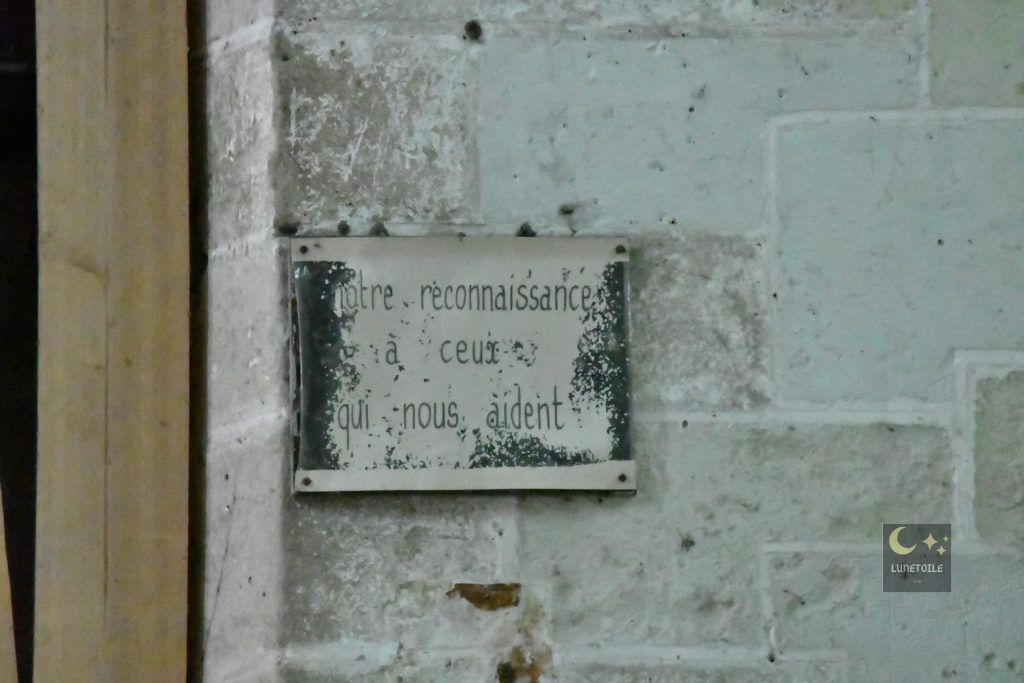 notre reconnaissance
à ceux
qui nous aident
LUNETOILE